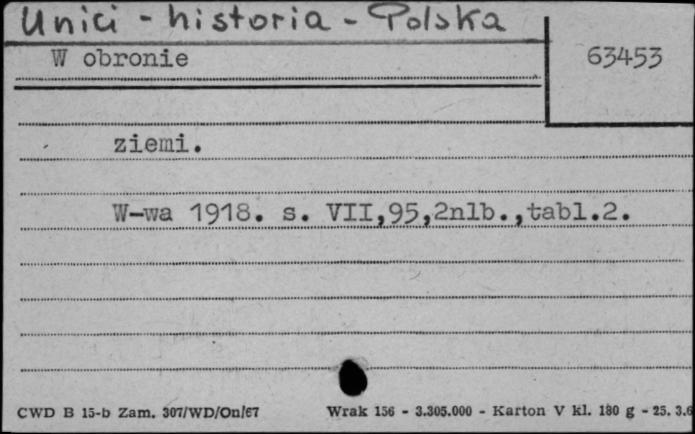 Unici - historia - Polska
W obronie
63453
ziemi.
W-wa 1918. s. VII,95,2nlb.,tabl.2.
CWD B 15-b Zam. 307/WD/On/67 Wrak 156 - 3.305.000 - Karton V kl. 180 g - 25. 3.6